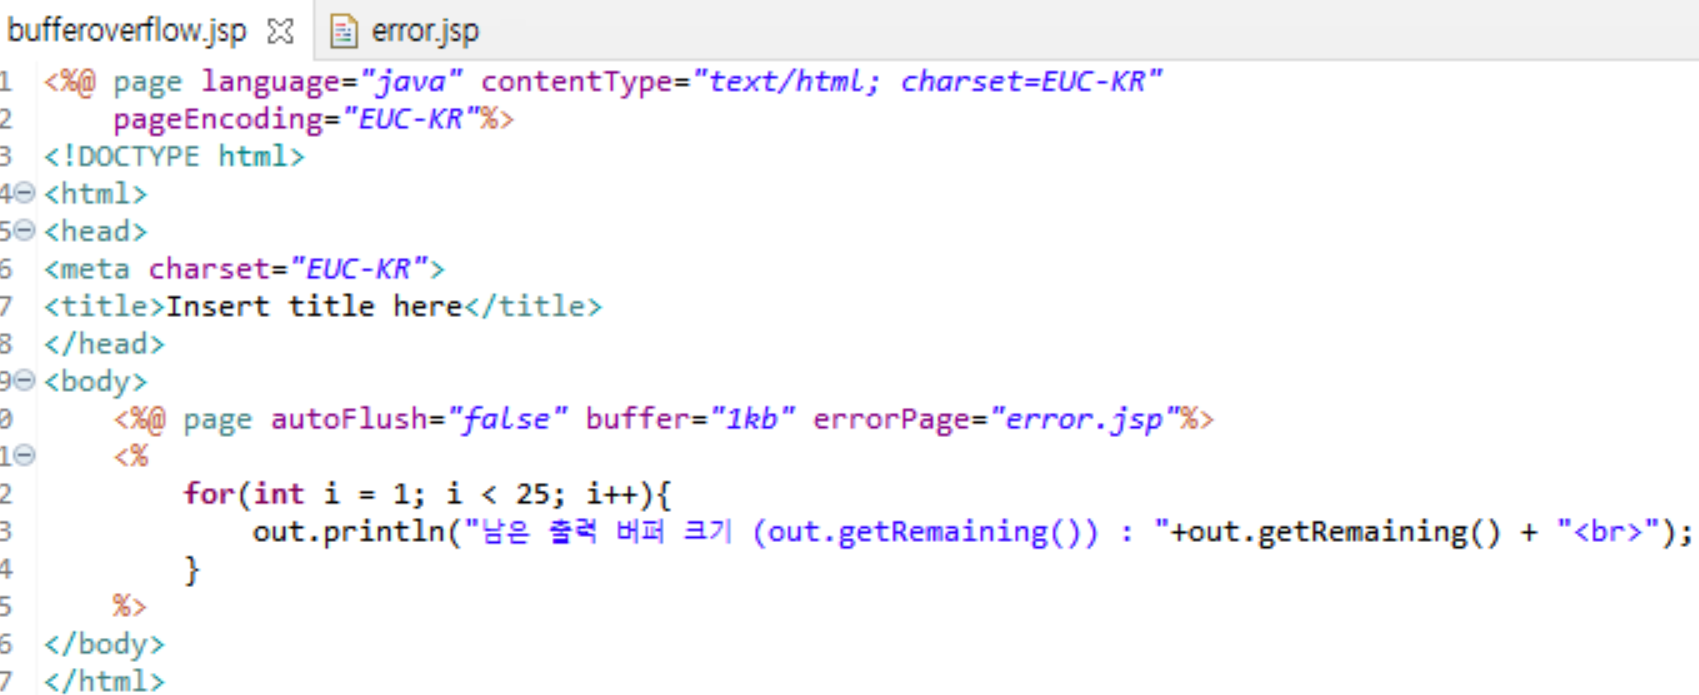 bufferoverflow.jsp error.jsp
1 <%@ page language="java" contentType="text/html; charset=EUC-KR"
2     pageEncoding="EUC-KR"%>
3 <!DOCTYPE html>
4 <html>
5 <head>
6 <meta charset="EUC-KR">
7 <title>Insert title here</title>
8 </head>
9 <body>
0     <%@ page autoFlush="false" buffer="1kb" errorPage="error.jsp"%>
1     <%
2         for(int i = 1; i < 25; i++){
3             out.println("남은 출력 버퍼 크기 (out.getRemaining()) : "+out.getRemaining() + "<br>");
4         }
5     %>
6 </body>
7 </html>